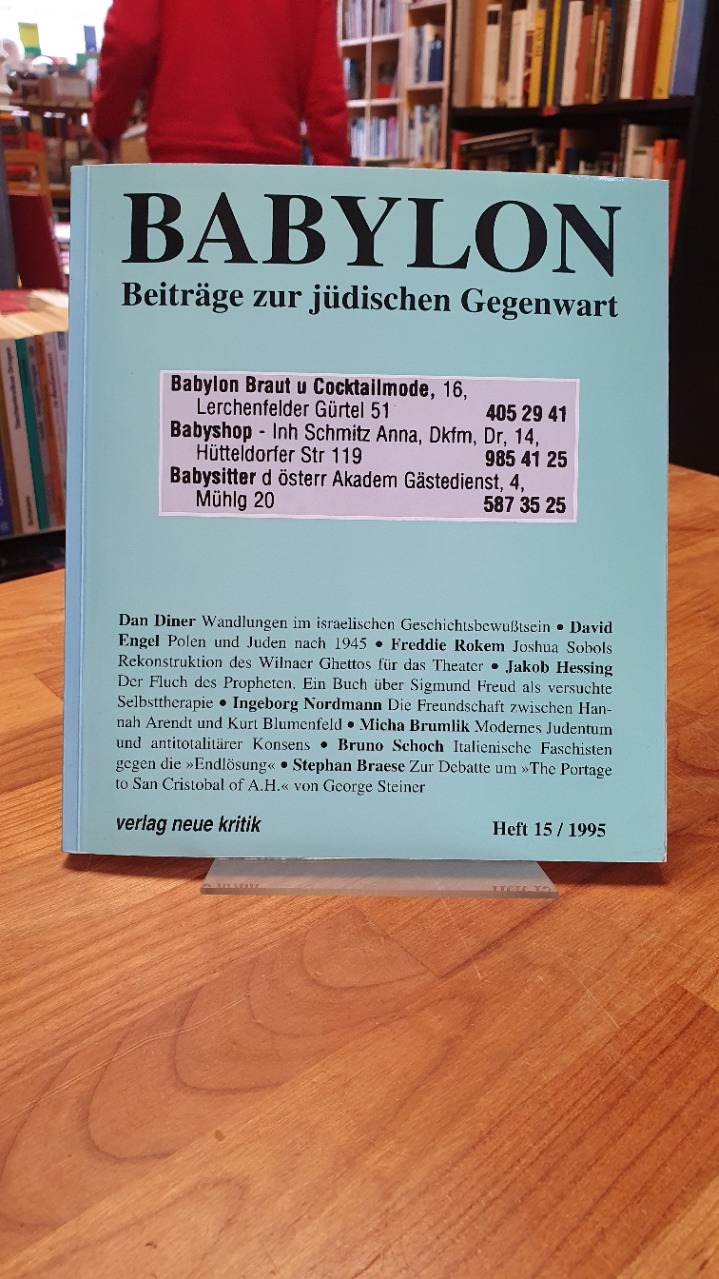 BABYLON
Beiträge zur jüdischen Gegenwart
Babylon Braut u Cocktailmode, 16,
Lerchenfelder Gürtel 51 405 29 41
Babyshop - Inh Schmitz Anna, Dkfm, Dr, 14,
Hütteldorfer Str 119 985 41 25
Babysitter d österr Akadem Gästedienst, 4,
Mühlg 20 587 35 25
Dan Diner Wandlungen im israelischen Geschichtsbewußtsein • David
Engel Polen und Juden nach 1945 • Freddie Rokem Joshua Sobols
Rekonstruktion des Wilnaer Ghettos für das Theater • Jakob Hessing
Der Fluch des Propheten. Ein Buch über Sigmund Freud als versuchte
Selbsttherapie • Ingeborg Nordmann Die Freundschaft zwischen Han-
nah Arendt und Kurt Blumenfeld • Micha Brumlik Modernes Judentum
und antitotalitärer Konsens • Bruno Schoch Italienische Faschisten
gegen die »Endlösung« • Stephan Braese Zur Debatte um »The Portage
to San Cristobal of A.H.« von George Steiner
verlag neue kritik Heft 15 / 1995